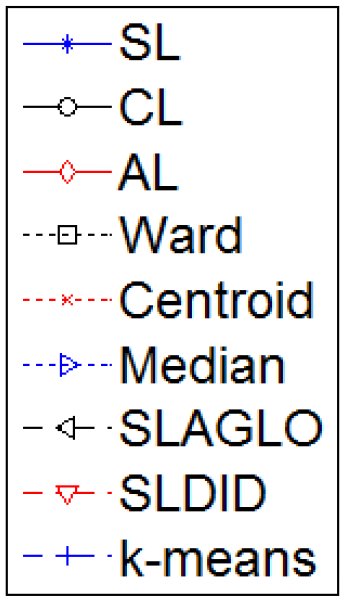 SL
CL
AL
Ward
Centroid
Median
SLAGLO
SLDID
k-means